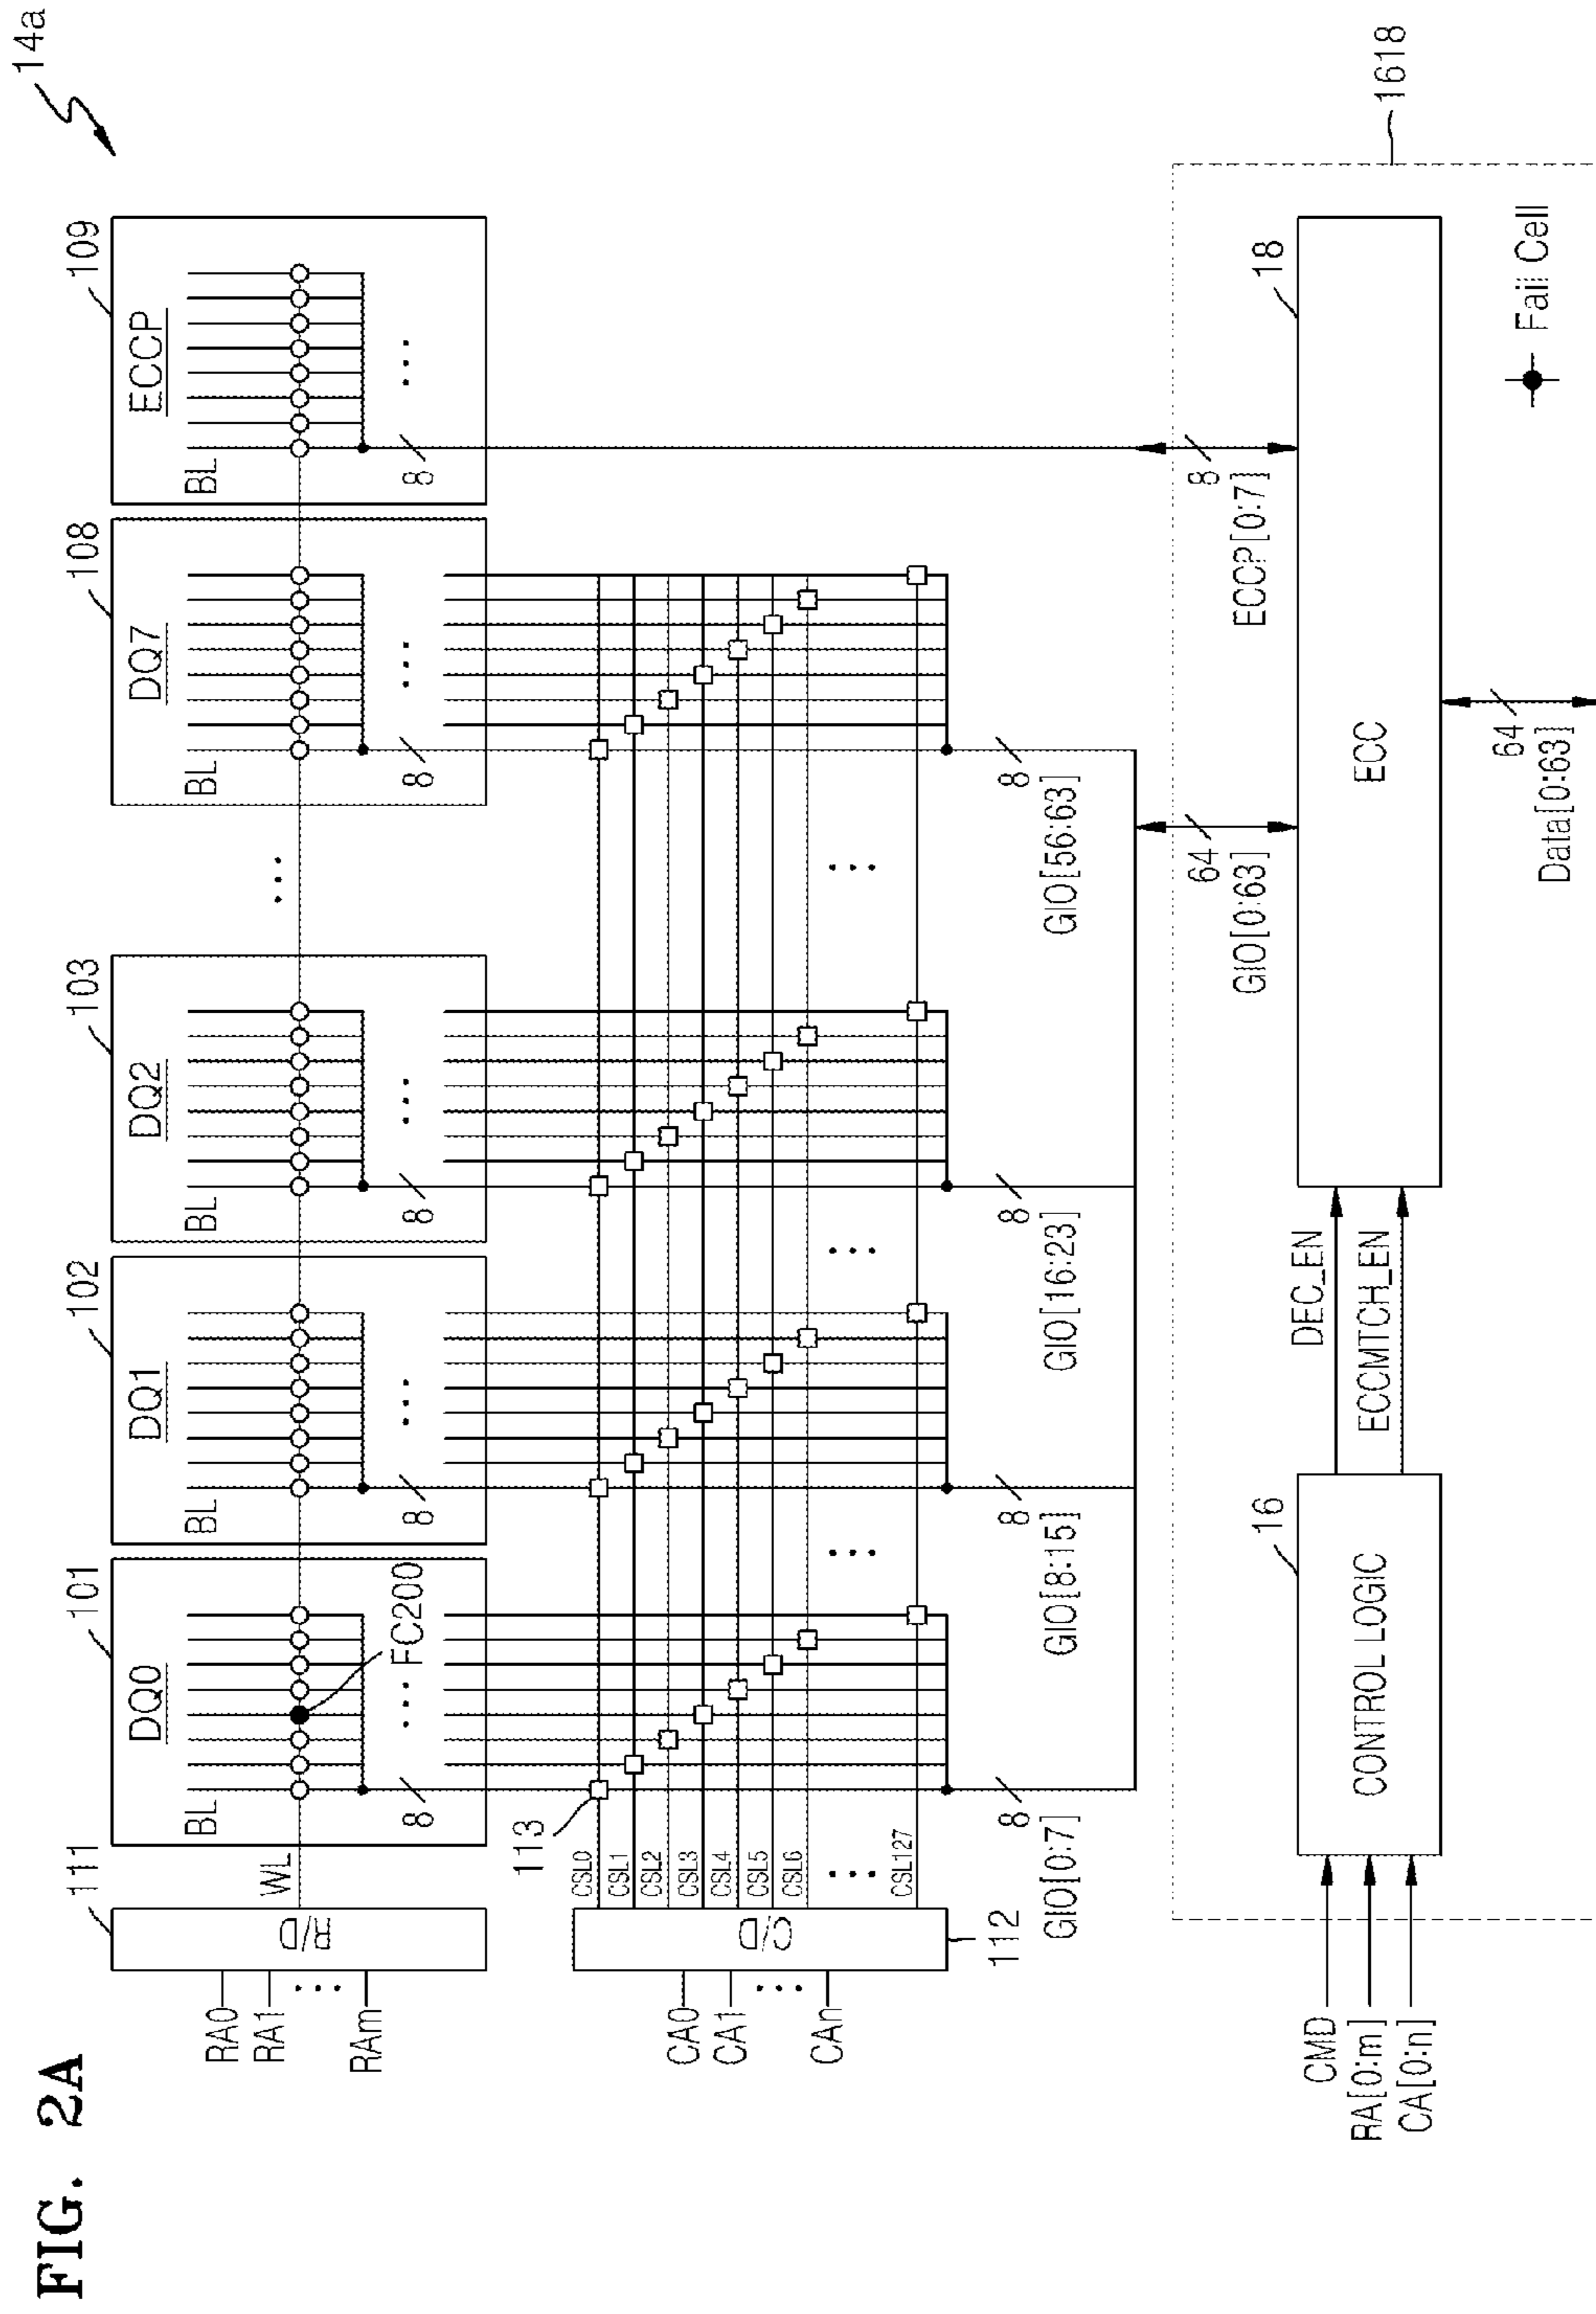 FIG. 2A
14a
111
101
102
103
108
109
DQ0
DQ1
DQ2
DQ7
ECCP
BL
BL
BL
BL
BL
RA0
RA1
RAm
R/D
WL
FC200
8
8
8
8
8
113
CSL0
CSL1
CSL2
CSL3
CSL4
CSL5
CSL6
CSL127
CA0
CA1
CAn
C/D
112
8
8
8
8
GIO[0:7]
GIO[8:15]
GIO[16:23]
GIO[56:63]
64
GIO[0:63]
8
ECCP[0:7]
1618
16
18
CMD
RA[0:m]
CA[0:n]
CONTROL LOGIC
DEC_EN
ECCMTCH_EN
ECC
64
Data[0:63]
Fail Cell